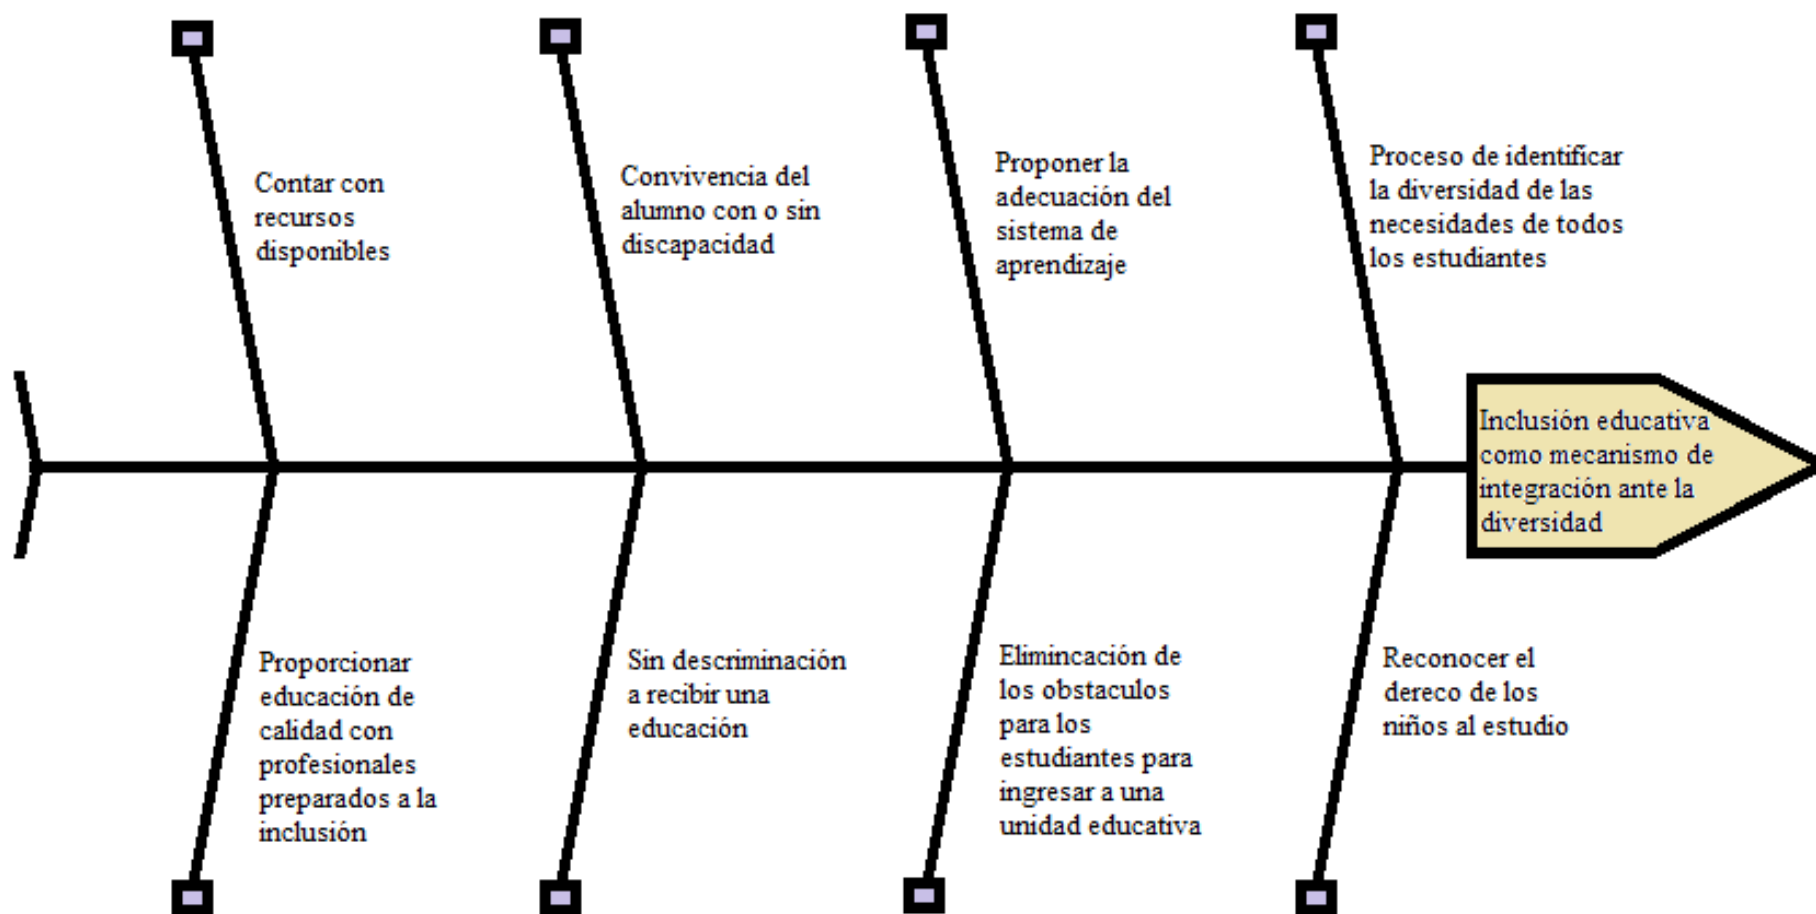 Contar con
recursos
disponibles
Convivencia del
alumno con o sin
discapacidad
Proponer la
adecuación del
sistema de
aprendizaje
Proceso de identificar
la diversidad de las
necesidades de todos
los estudiantes
Inclusión educativa
como mecanismo de
integración ante la
diversidad
Proporcionar
educación de
calidad con
profesionales
preparados a la
inclusión
Sin descriminación
a recibir una
educación
Elimincación de
los obstaculos
para los
estudiantes para
ingresar a una
unidad educativa
Reconocer el
dereco de los
niños al estudio